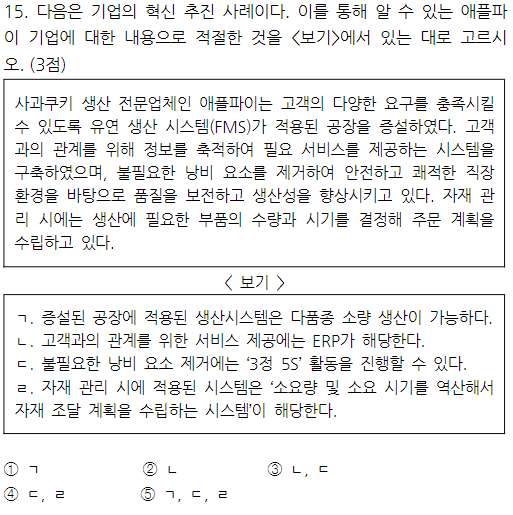 15. 다음은 기업의 혁신 추진 사례이다. 이를 통해 알 수 있는 애플파
이 기업에 대한 내용으로 적절한 것을 <보기>에서 있는 대로 고르시
오. (3점)
사과쿠키 생산 전문업체인 애플파이는 고객의 다양한 요구를 충족시킬
수 있도록 유연 생산 시스템(FMS)가 적용된 공장을 증설하였다. 고객
과의 관계를 위해 정보를 축적하여 필요 서비스를 제공하는 시스템을
구축하였으며, 불필요한 낭비 요소를 제거하여 안전하고 쾌적한 직장
환경을 바탕으로 품질을 보전하고 생산성을 향상시키고 있다. 자재 관
리 시에는 생산에 필요한 부품의 수량과 시기를 결정해 주문 계획을
수립하고 있다.
< 보기 >
ㄱ. 증설된 공장에 적용된 생산시스템은 다품종 소량 생산이 가능하다.
ㄴ. 고객과의 관계를 위한 서비스 제공에는 ERP가 해당한다.
ㄷ. 불필요한 낭비 요소 제거에는 '3정 5S' 활동을 진행할 수 있다.
ㄹ. 자재 관리 시에 적용된 시스템은 '소요량 및 소요 시기를 역산해서
자재 조달 계획을 수립하는 시스템'이 해당한다.
① ㄱ ② ㄴ ③ ㄴ, ㄷ
④ ㄷ, ㄹ ⑤ ㄱ, ㄷ, ㄹ